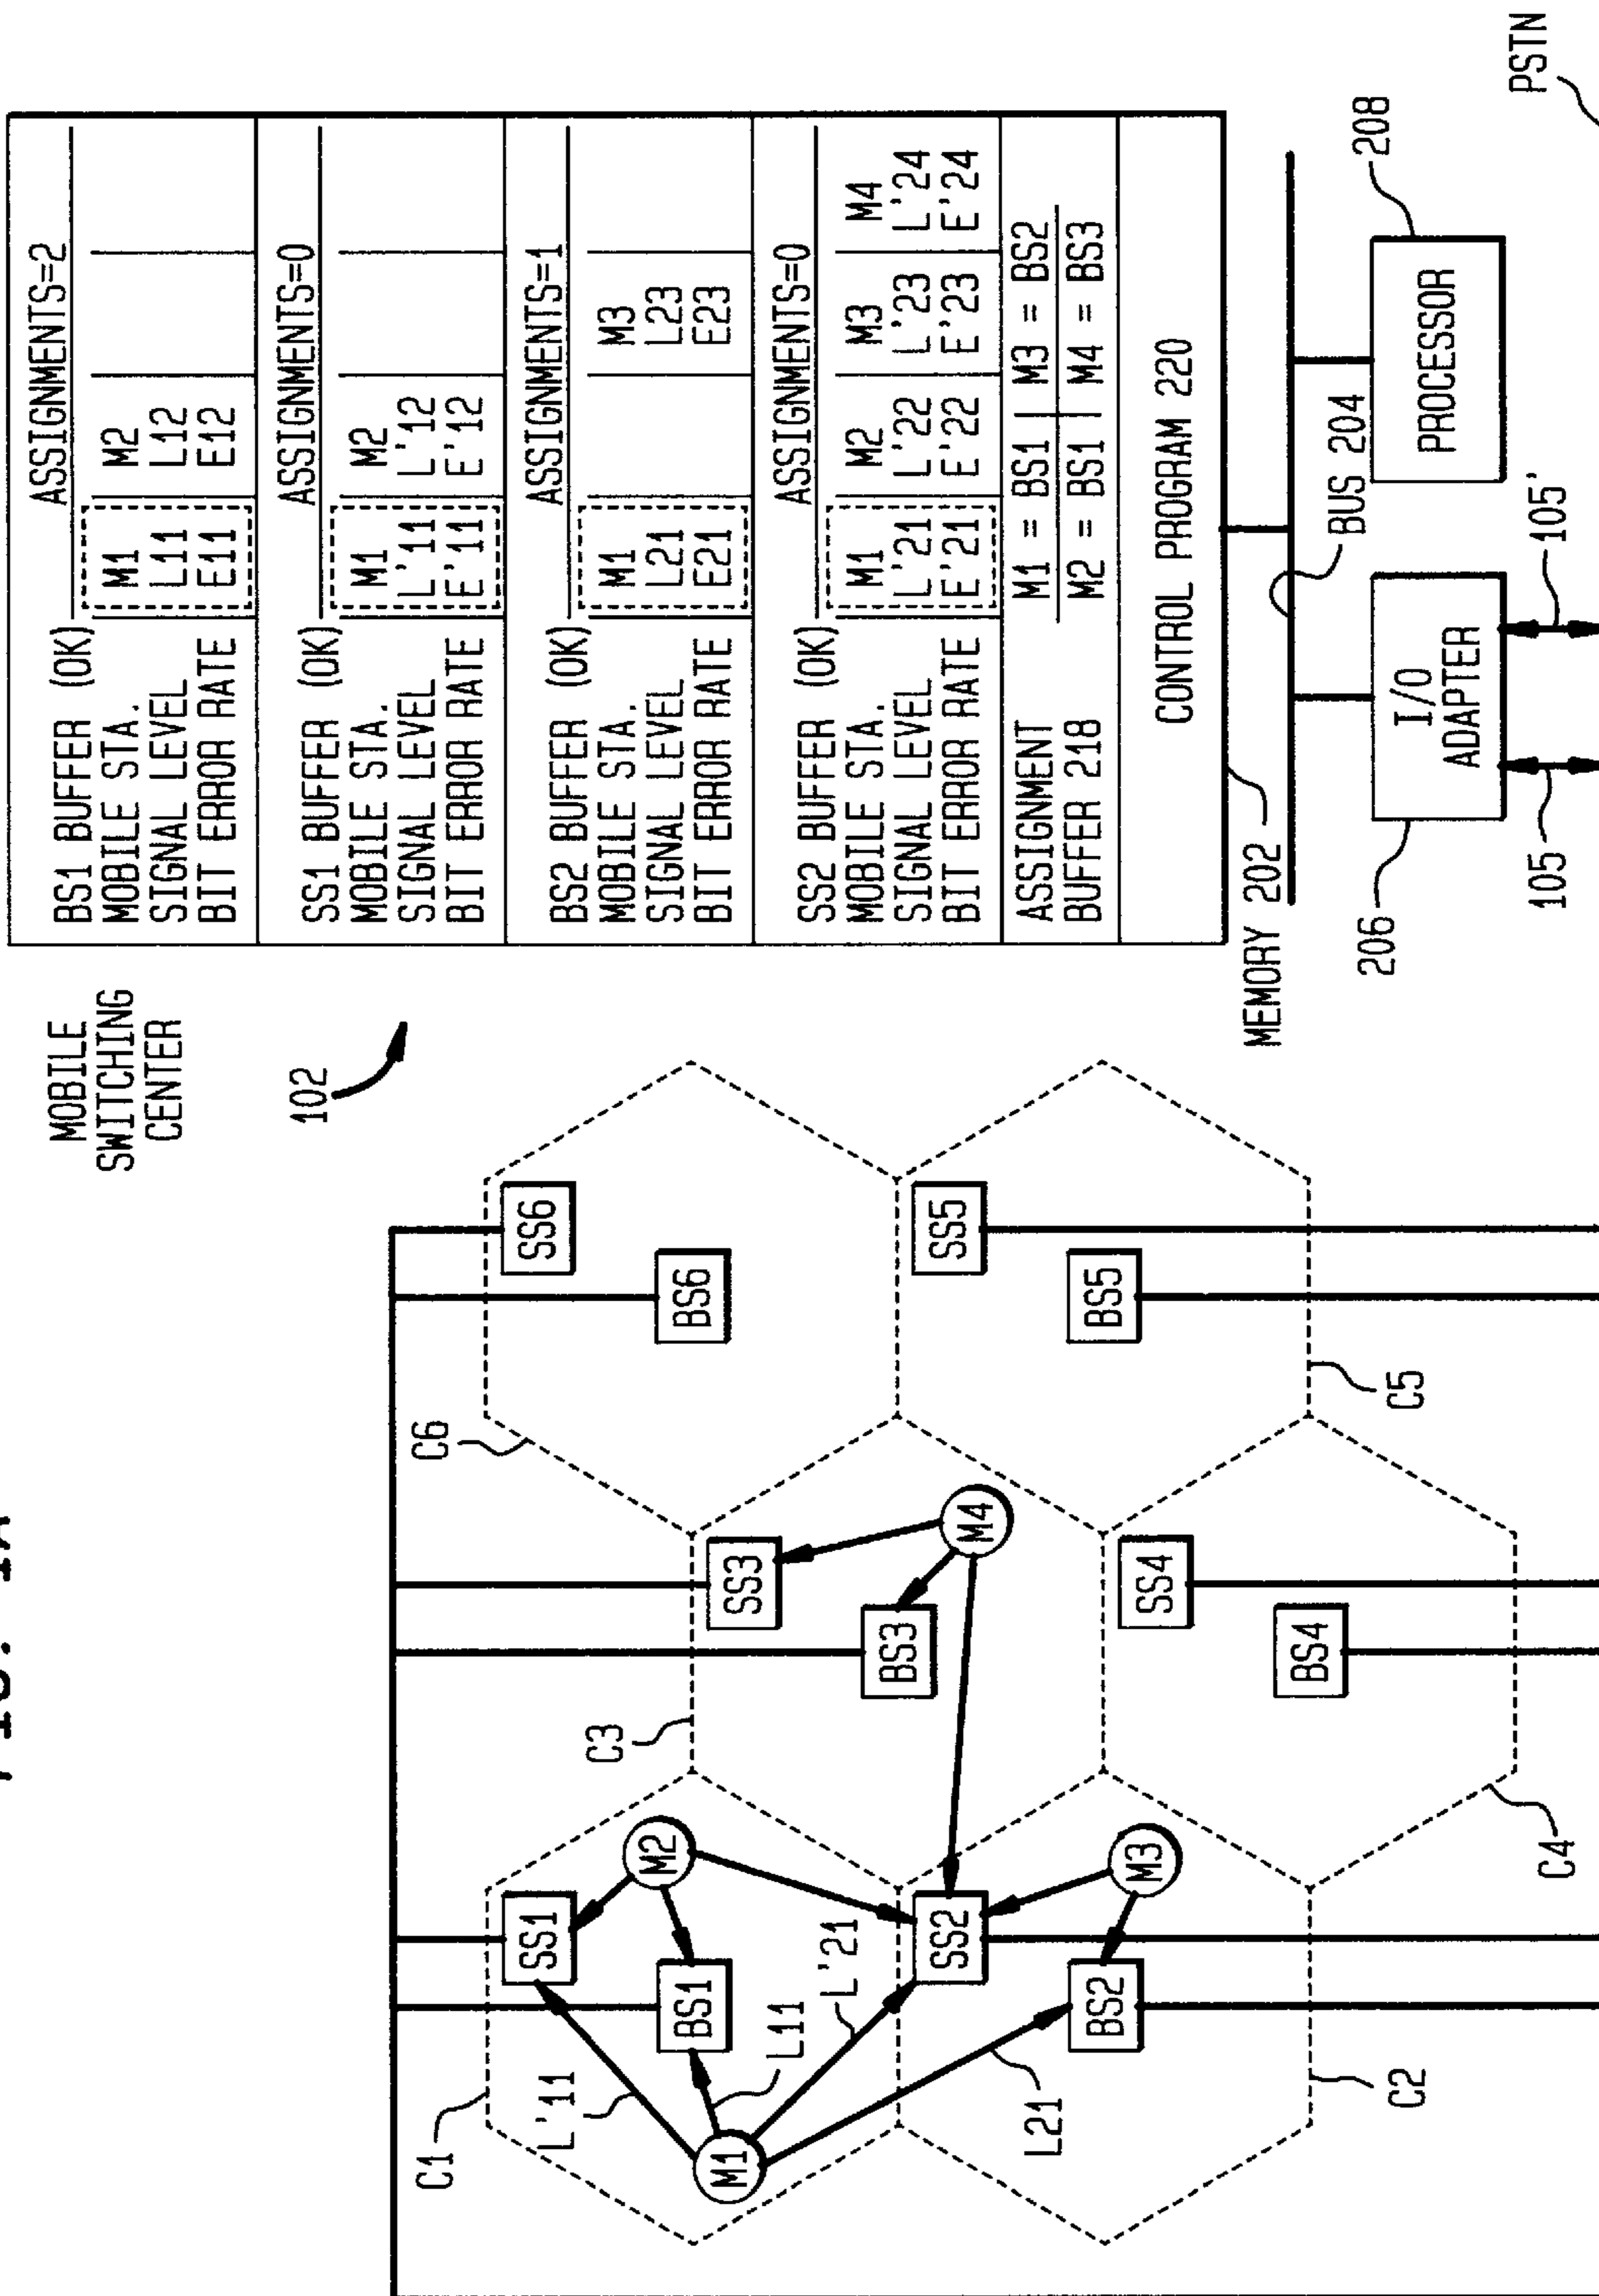 FIG. 1A
MOBILE
SWITCHING
CENTER
102
C1
L'11
SS1
BS1
M2
M1
L11
L'21
SS2
L21
BS2
M3
C2
C3
SS3
BS3
M4
SS4
BS4
C4
C6
SS6
BS6
SS5
BS5
C5
BS1 BUFFER (OK) ASSIGNMENTS=2
MOBILE STA. M1 M2
SIGNAL LEVEL L11 L12
BIT ERROR RATE E11 E12
SS1 BUFFER (OK) ASSIGNMENTS=0
MOBILE STA. M1 M2
SIGNAL LEVEL L'11 L'12
BIT ERROR RATE E'11 E'12
BS2 BUFFER (OK) ASSIGNMENTS=1
MOBILE STA. M1 M3
SIGNAL LEVEL L21 L23
BIT ERROR RATE E21 E23
SS2 BUFFER (OK) ASSIGNMENTS=0
MOBILE STA. M1 M2 M3 M4
SIGNAL LEVEL L'21 L'22 L'23 L'24
BIT ERROR RATE E'21 E'22 E'23 E'24
ASSIGNMENT M1 = BS1 M3 = BS2
BUFFER 218 M2 = BS1 M4 = BS3
CONTROL PROGRAM 220
MEMORY 202
BUS 204
206
I/O
ADAPTER
PROCESSOR
208
105
105'
PSTN